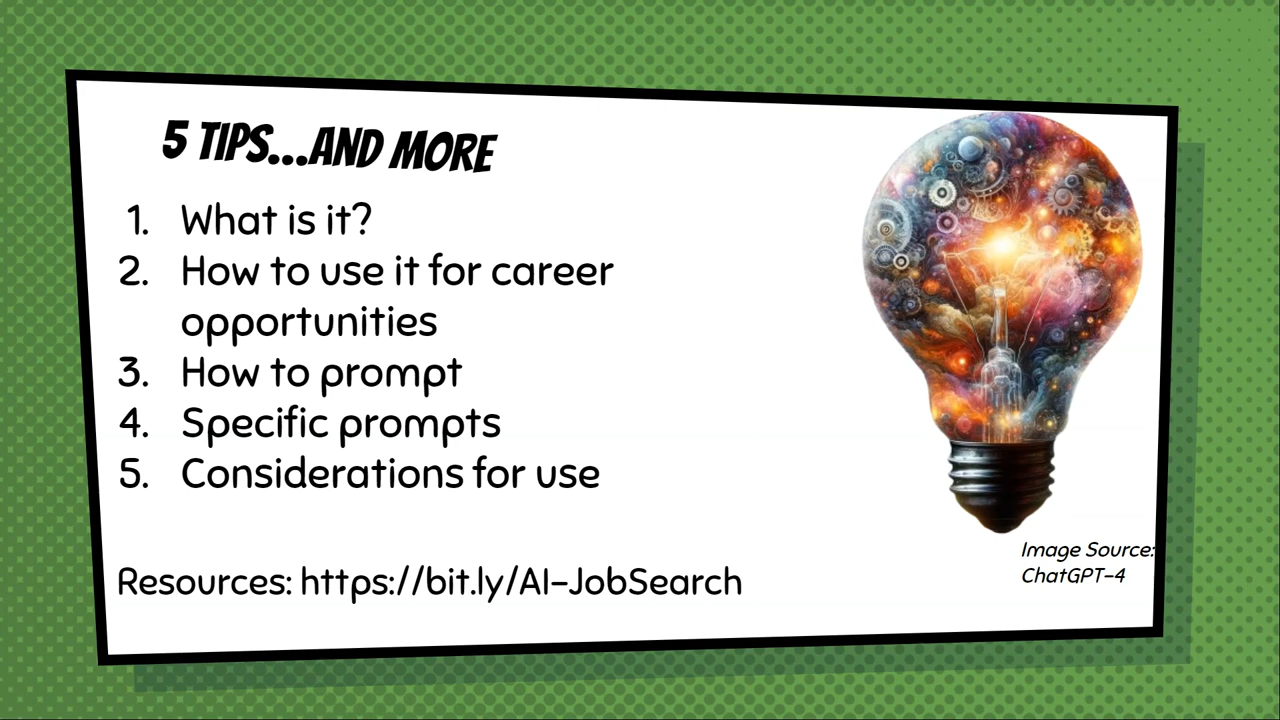 5 TIPS...AND MORE
1. What is it?
2. How to use it for career
opportunities
3. How to prompt
4. Specific prompts
5. Considerations for use
Resources: https://bit.ly/AI-JobSearch
Image Source:
ChatGPT-4